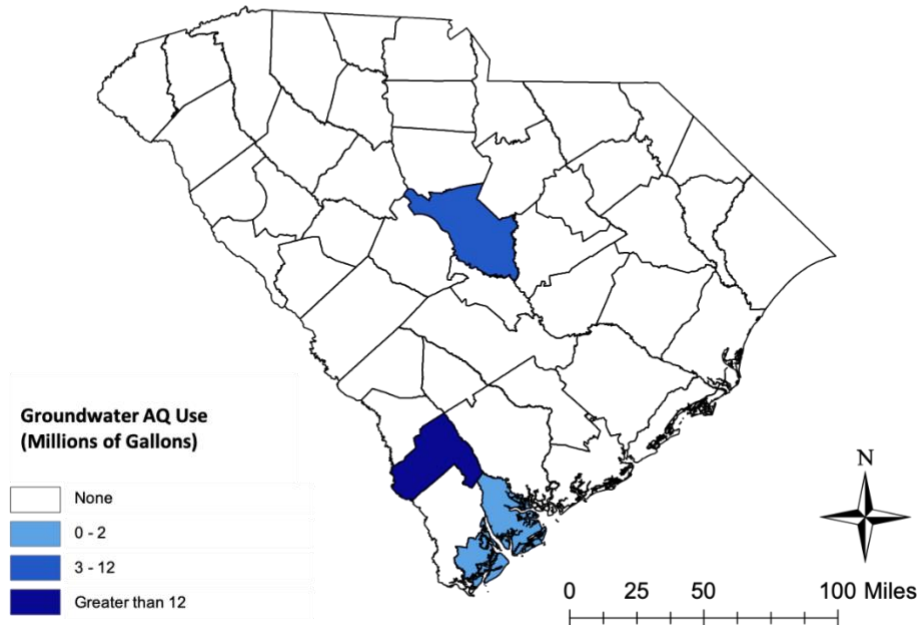 Groundwater AQ Use
(Millions of Gallons)
None
0 - 2
3 - 12
Greater than 12
N
0 25 50 100 Miles